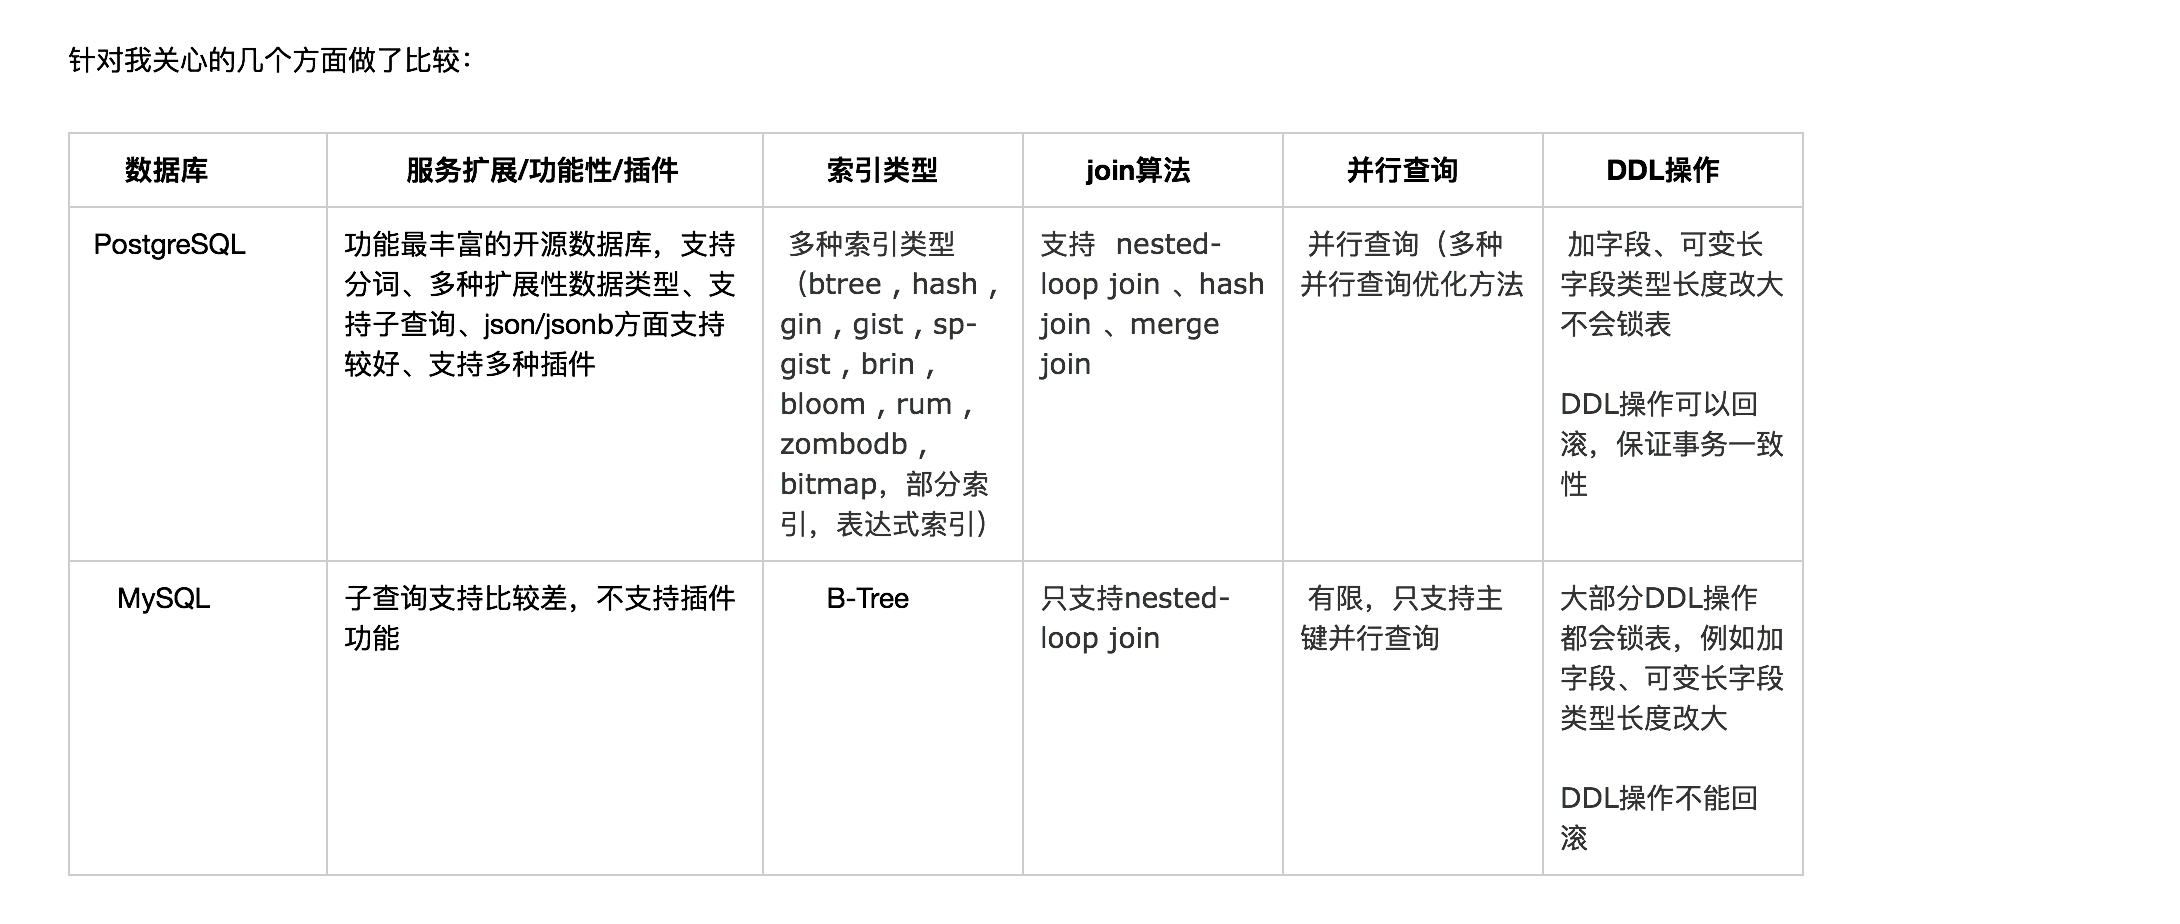 针对我关心的几个方面做了比较：
数据库
服务扩展/功能性/插件
索引类型
join算法
并行查询
DDL操作
PostgreSQL
功能最丰富的开源数据库，支持
分词、多种扩展性数据类型、支
持子查询、json/jsonb方面支持
较好、支持多种插件
多种索引类型
（btree , hash ,
gin , gist , sp-
gist , brin ,
bloom , rum ,
zombodb ,
bitmap，部分索
引，表达式索引）
支持 nested-
loop join 、hash
join 、merge
join
并行查询（多种
并行查询优化方法
加字段、可变长
字段类型长度改大
不会锁表
DDL操作可以回
滚，保证事务一致
性
MySQL
子查询支持比较差，不支持插件
功能
B-Tree
只支持nested-
loop join
有限，只支持主
键并行查询
大部分DDL操作
都会锁表，例如加
字段、可变长字段
类型长度改大
DDL操作不能回
滚